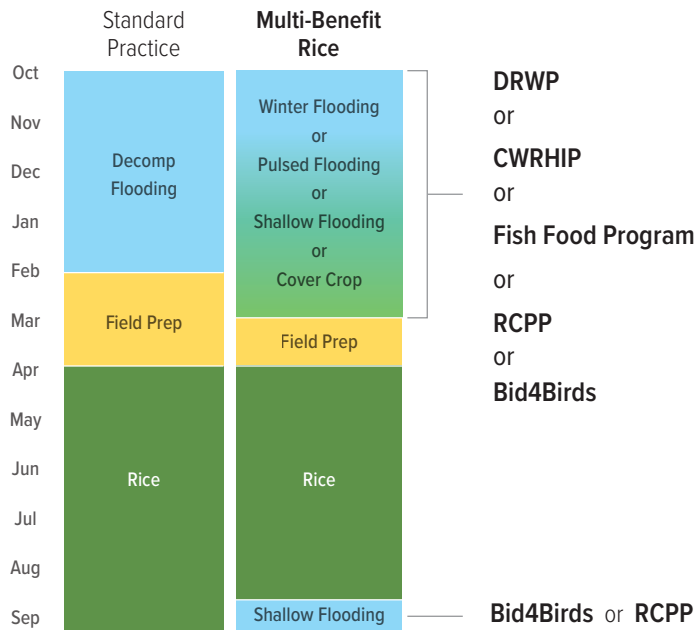 Standard
Practice
Multi-Benefit
Rice
Oct
Nov
Dec
Jan
Feb
Mar
Apr
May
Jun
Jul
Aug
Sep
Decomp
Flooding
Field Prep
Rice
Winter Flooding
or
Pulsed Flooding
or
Shallow Flooding
or
Cover Crop
Field Prep
Rice
Shallow Flooding
DRWP
or
CWRHIP
or
Fish Food Program
or
RCPP
or
Bid4Birds
Bid4Birds or RCPP